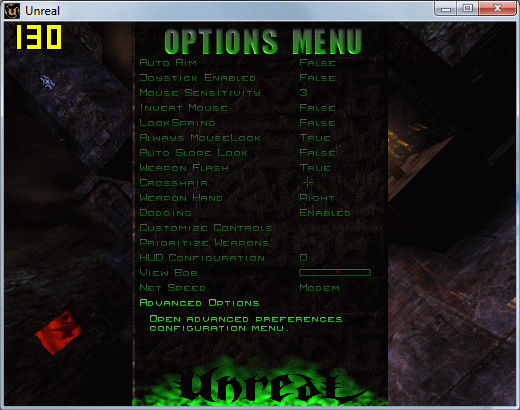 Unreal
130
OPTIONS MENU
Auto Aim False
Joystick Enabled False
Mouse Sensitivity 3
Invert Mouse False
LookSpring False
Always MouseLook True
Auto Slope Look False
Weapon Flash True
Crosshair
Weapon Hand Right
Dodging Enabled
Customize Controls
Prioritize Weapons
HUD Configuration 0
View Bob
Net Speed Modem
Advanced Options
Open advanced preferences
configuration menu.
Unreal